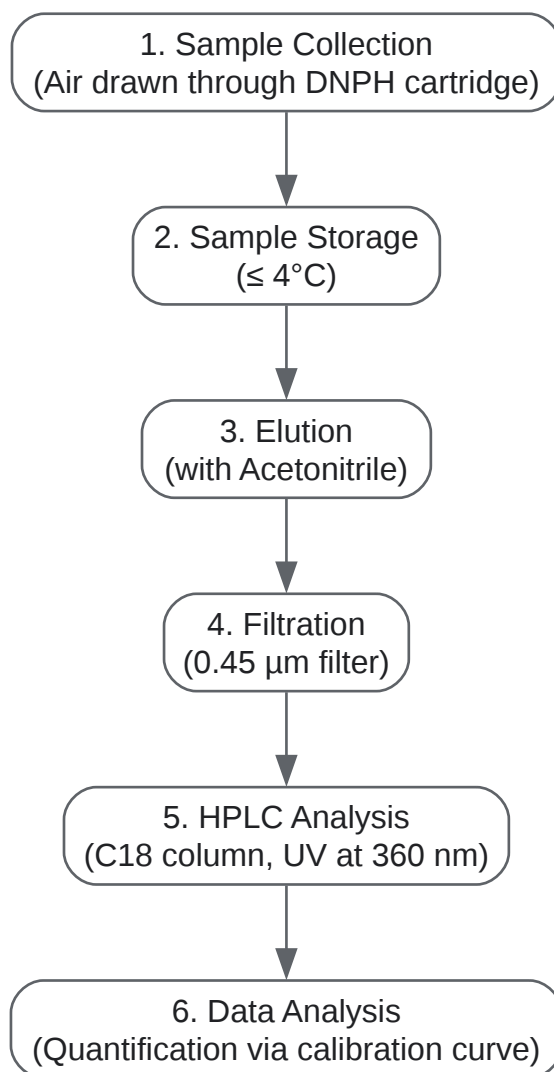 1. Sample Collection
(Air drawn through DNPH cartridge)
2. Sample Storage
(≤ 4°C)
3. Elution
(with Acetonitrile)
4. Filtration
(0.45 µm filter)
5. HPLC Analysis
(C18 column, UV at 360 nm)
6. Data Analysis
(Quantification via calibration curve)